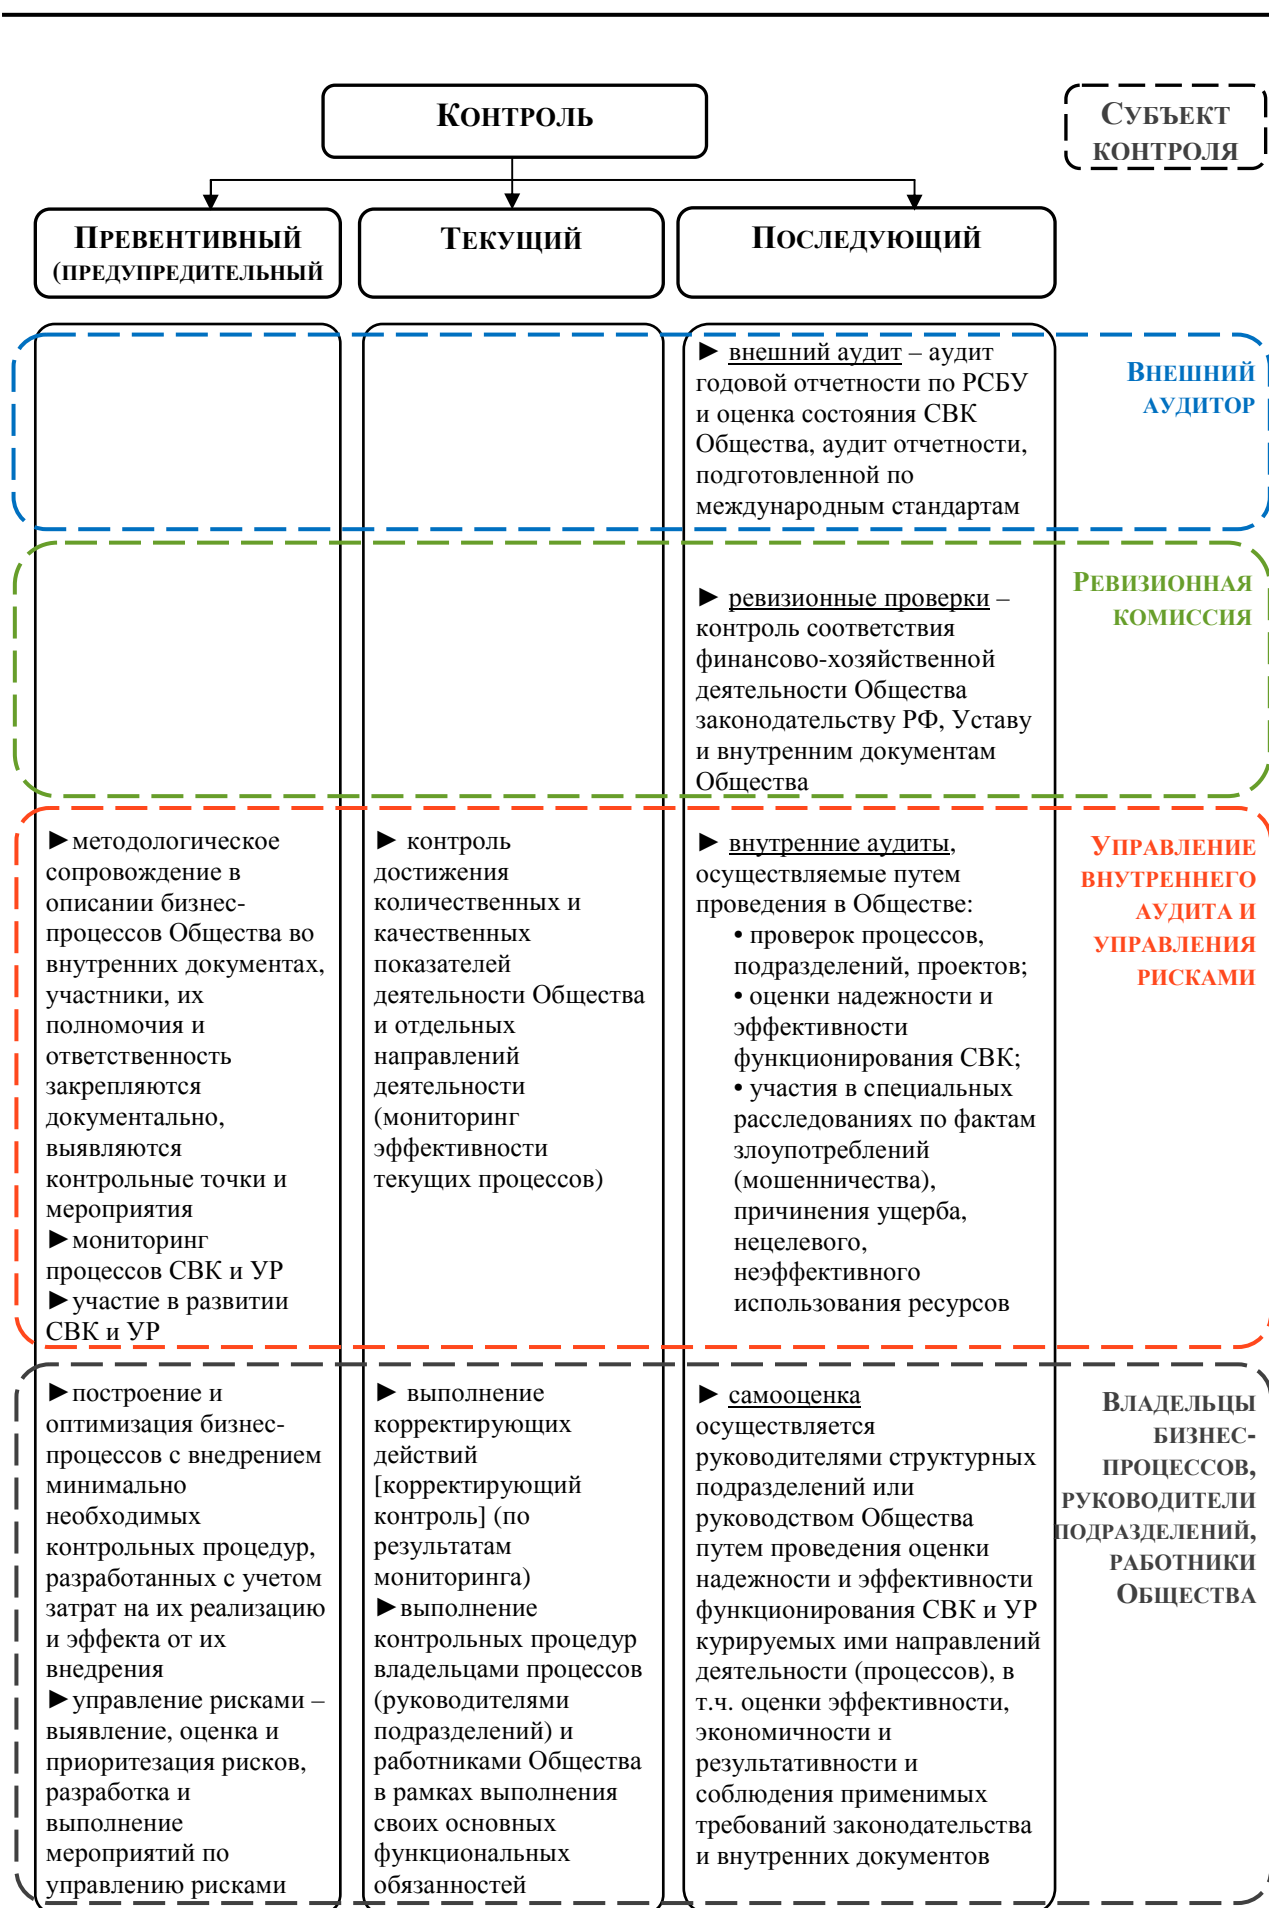 КОНТРОЛЬ
СУБЪЕКТ
КОНТРОЛЯ
ПРЕВЕНТИВНЫЙ
(ПРЕДУПРЕДИТЕЛЬНЫЙ
ТЕКУЩИЙ
ПОСЛЕДУЮЩИЙ
► внешний аудит – аудит
годовой отчетности по РСБУ
и оценка состояния СВК
Общества, аудит отчетности,
подготовленной по
международным стандартам
ВНЕШНИЙ
АУДИТОР
► ревизионные проверки –
контроль соответствия
финансово-хозяйственной
деятельности Общества
законодательству РФ, Уставу
и внутренним документам
Общества
РЕВИЗИОННАЯ
КОМИССИЯ
►методологическое
сопровождение в
описании бизнес-
процессов Общества во
внутренних документах,
участники, их
полномочия и
ответственность
закрепляются
документально,
выявляются
контрольные точки и
мероприятия
►мониторинг
процессов СВК и УР
►участие в развитии
СВК и УР
► контроль
достижения
количественных и
качественных
показателей
деятельности Общества
и отдельных
направлений
деятельности
(мониторинг
эффективности
текущих процессов)
► внутренние аудиты,
осуществляемые путем
проведения в Обществе:
• проверок процессов,
подразделений, проектов;
• оценки надежности и
эффективности
функционирования СВК;
• участия в специальных
расследованиях по фактам
злоупотреблений
(мошенничества),
причинения ущерба,
нецелевого,
неэффективного
использования ресурсов
УПРАВЛЕНИЕ
ВНУТРЕННЕГО
АУДИТА И
УПРАВЛЕНИЯ
РИСКАМИ
►построение и
оптимизация бизнес-
процессов с внедрением
минимально
необходимых
контрольных процедур,
разработанных с учетом
затрат на их реализацию
и эффекта от их
внедрения
►управление рисками –
выявление, оценка и
приоритезация рисков,
разработка и
выполнение
мероприятий по
управлению рисками
► выполнение
корректирующих
действий
[корректирующий
контроль] (по
результатам
мониторинга)
►выполнение
контрольных процедур
владельцами процессов
(руководителями
подразделений) и
работниками Общества
в рамках выполнения
своих основных
функциональных
обязанностей
► самооценка
осуществляется
руководителями структурных
подразделений или
руководством Общества
путем проведения оценки
надежности и эффективности
функционирования СВК и УР
курируемых ими направлений
деятельности (процессов), в
т.ч. оценки эффективности,
экономичности и
результативности и
соблюдения применимых
требований законодательства
и внутренних документов
ВЛАДЕЛЬЦЫ
БИЗНЕС-
ПРОЦЕССОВ,
РУКОВОДИТЕЛИ
ПОДРАЗДЕЛЕНИЙ,
РАБОТНИКИ
ОБЩЕСТВА